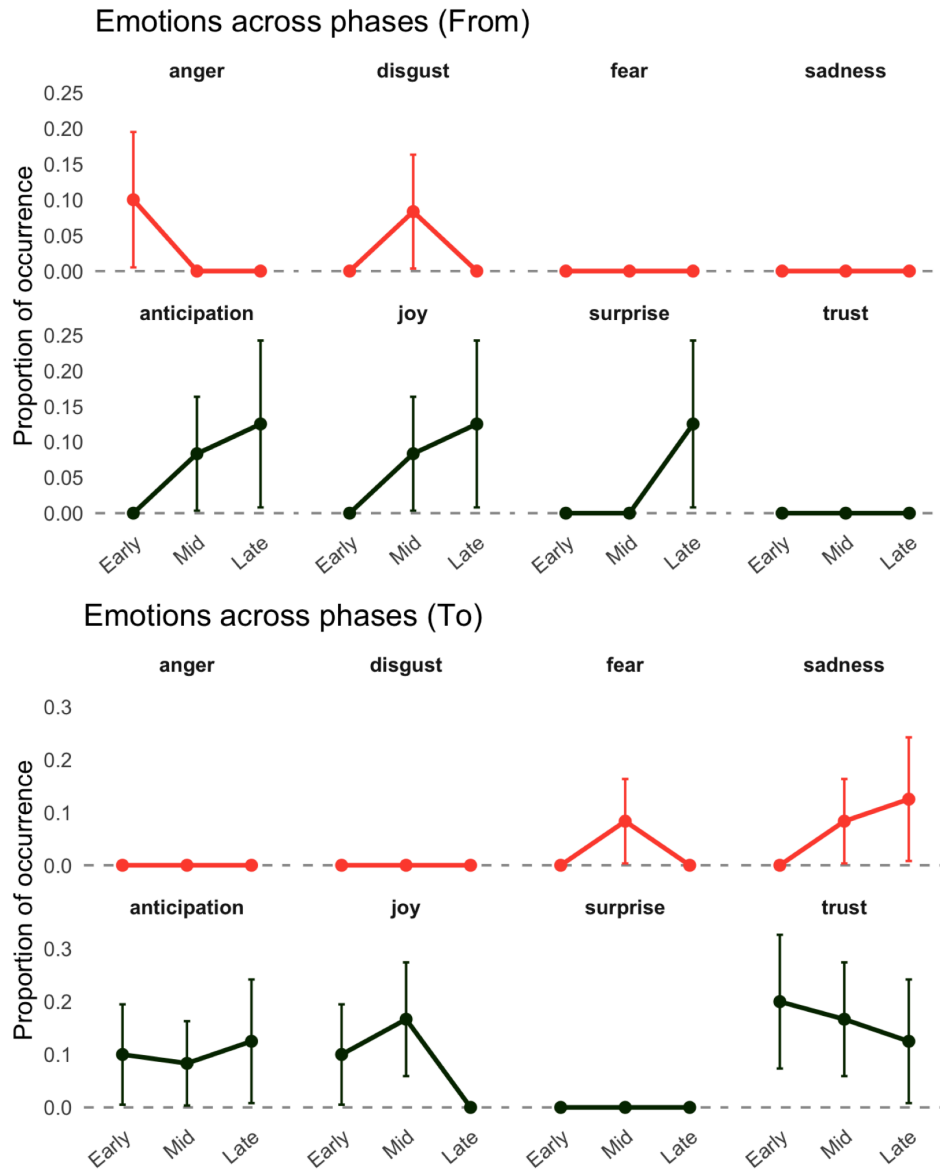 Emotions across phases (From)
anger disgust fear sadness
0.25
0.20
0.15
0.10
0.05
0.00
anticipation joy surprise trust
0.25
0.20
0.15
0.10
0.05
0.00
Proportion of occurrence
Early Mid Late Early Mid Late Early Mid Late Early Mid Late
Emotions across phases (To)
anger disgust fear sadness
0.3
0.2
0.1
0.0
anticipation joy surprise trust
0.3
0.2
0.1
0.0
Proportion of occurrence
Early Mid Late Early Mid Late Early Mid Late Early Mid Late